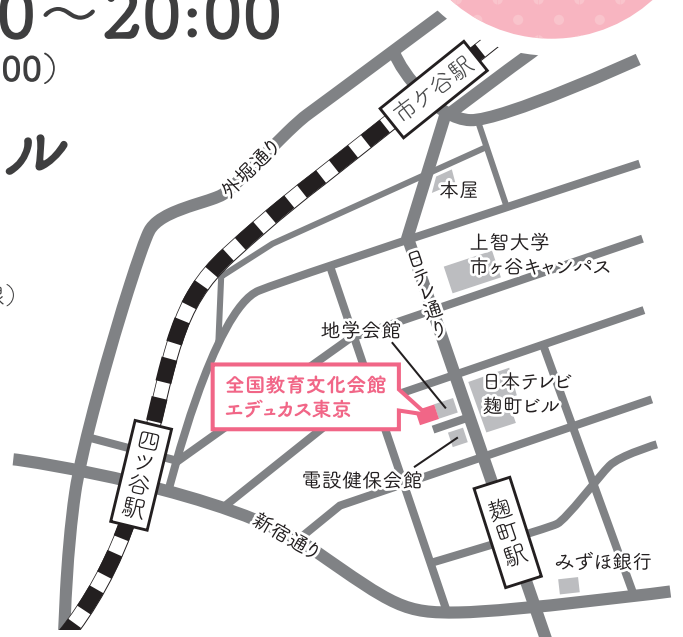 0〜20:00
00）
ル
）
市ケ谷駅
外堀通り
本屋
上智大学
市ヶ谷キャンパス
日テレ通り
地学会館
全国教育文化会館
エデュカス東京
日本テレビ
麹町ビル
四ツ谷駅
電設健保会館
麹町駅
新宿通り
みずほ銀行